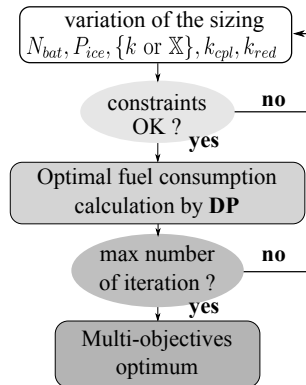 variation of the sizing
N_bat, P_ice, {k or 𝕏}, k_cpl, k_red
constraints
OK ?
no
yes
Optimal fuel consumption
calculation by DP
max number
of iteration ?
no
yes
Multi-objectives
optimum